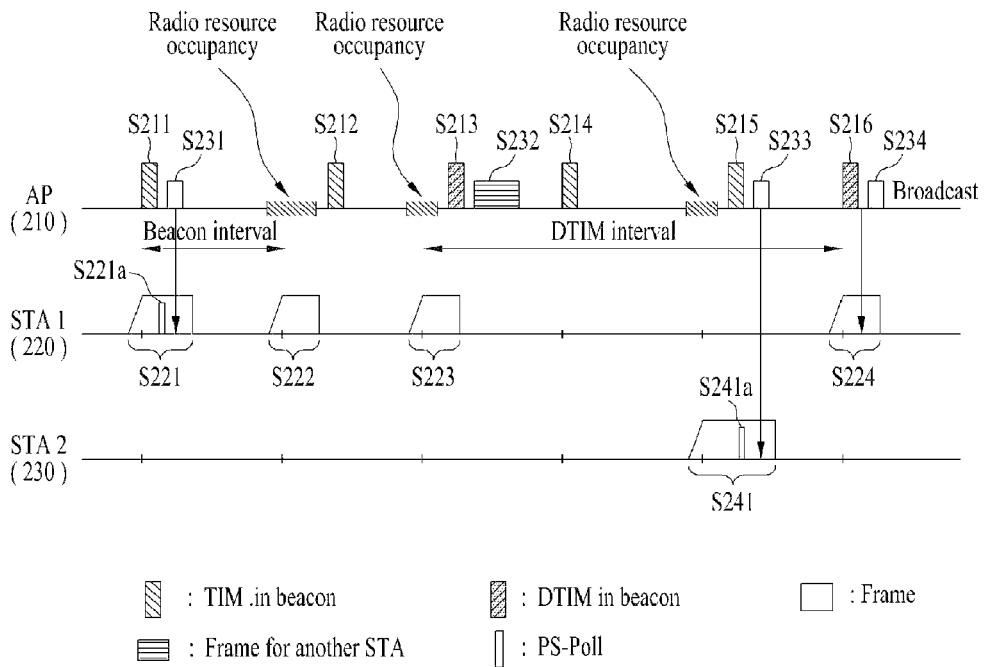 Radio resource
occupancy
Radio resource
occupancy
Radio resource
occupancy
S211
S231
S212
S213
S232
S214
S215
S233
S216
S234
AP
(210)
Broadcast
Beacon interval
DTIM interval
S221a
STA 1
(220)
S221
S222
S223
S224
S241a
STA 2
(230)
S241
: TIM .in beacon
: DTIM in beacon
: Frame
: Frame for another STA
: PS-Poll